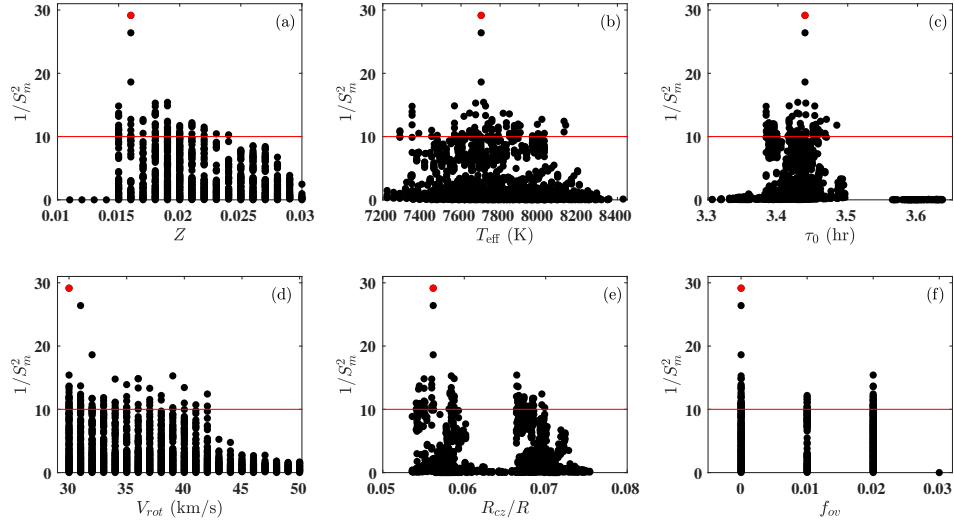 30
20
10
0
1/S_m^2
(a)
0.01 0.015 0.02 0.025 0.03
Z
30
20
10
0
1/S_m^2
(b)
7200 7400 7600 7800 8000 8200 8400
T_eff (K)
30
20
10
0
1/S_m^2
(c)
3.3 3.4 3.5 3.6
τ_0 (hr)
30
20
10
0
1/S_m^2
(d)
30 35 40 45 50
V_rot (km/s)
30
20
10
0
1/S_m^2
(e)
0.05 0.06 0.07 0.08
R_cz/R
30
20
10
0
1/S_m^2
(f)
0 0.01 0.02 0.03
f_ov